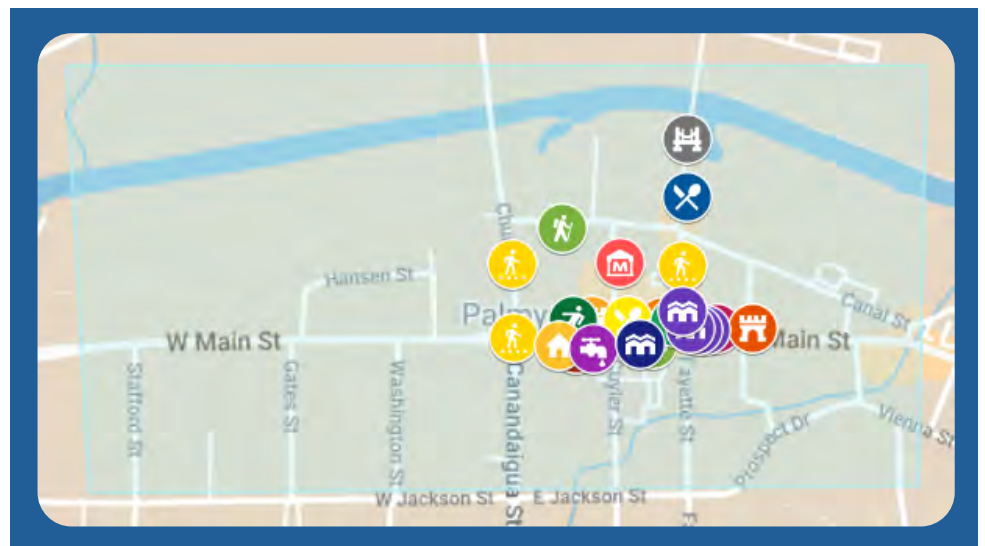 Hansen St
Canal St
W Main St
Main St
Stafford St
Gates St
Washington St
Canandaigua St
Prospect Dr
Vienna St
W Jackson St
E Jackson St
M